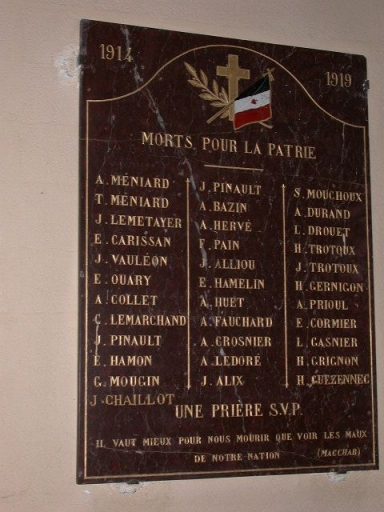 1914 1919
MORTS POUR LA PATRIE
A. MÉNIARD
T. MÉNIARD
J. LEMETAYER
E. CARISSAN
J. VAULÉON
E. OUARY
A. COLLET
C. LEMARCHAND
J. PINAULT
E. HAMON
G. MOUGIN
J. CHAILLOT
J. PINAULT
A. BAZIN
A. HERVÉ
F. PAIN
J. ALLIOU
E. HAMELIN
A. HUET
A. FAUCHARD
A. GROSNIER
A. LEDORÉ
J. ALIX
S. MOUCHOUX
A. DURAND
L. DROUET
H. TROTOUX
J. TROTOUX
H. GERNIGON
A. PRIOUL
E. CORMIER
L. GASNIER
H. GRIGNON
H. GUEZENNEC
UNE PRIÈRE S.V.P.
IL VAUT MIEUX POUR NOUS MOURIR QUE VOIR LES MAUX
DE NOTRE NATION (MACCHAB)